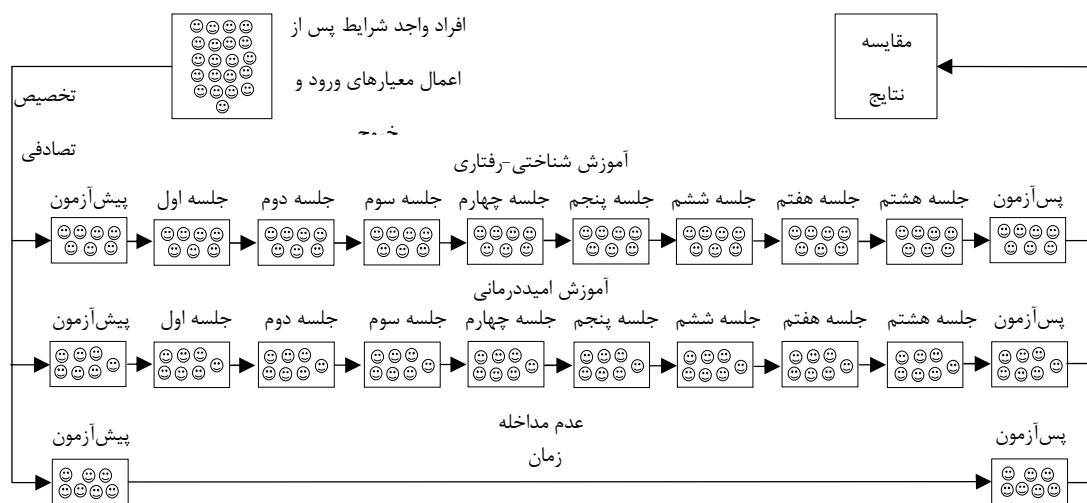 افراد واجد شرایط پس از
اعمال معیارهای ورود و
خروج
مقایسه
نتایج
تخصیص
تصادفی
آموزش شناختی-رفتاری
پیش‌آزمون جلسه اول جلسه دوم جلسه سوم جلسه چهارم جلسه پنجم جلسه ششم جلسه هفتم جلسه هشتم پس‌آزمون
آموزش امیددرمانی
پیش‌آزمون جلسه اول جلسه دوم جلسه سوم جلسه چهارم جلسه پنجم جلسه ششم جلسه هفتم جلسه هشتم پس‌آزمون
عدم مداخله
پیش‌آزمون پس‌آزمون
زمان